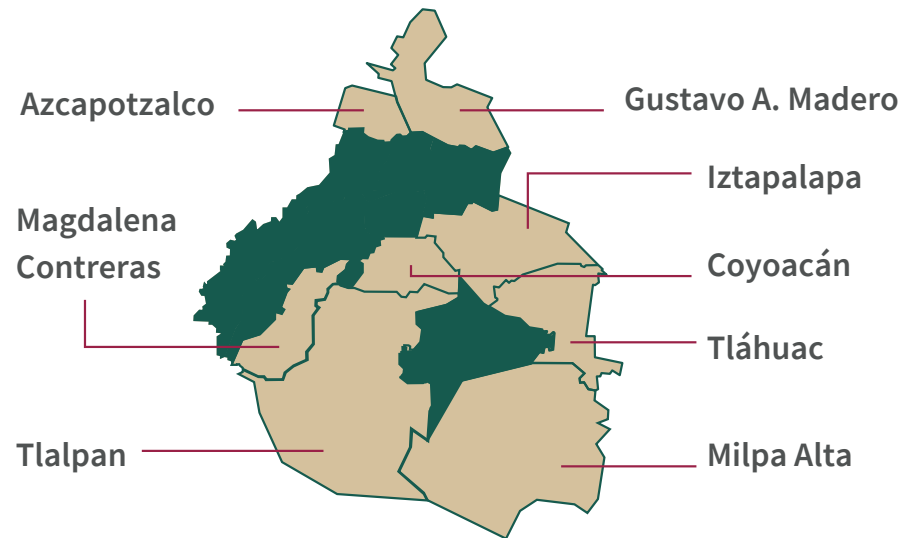 Azcapotzalco
Gustavo A. Madero
Iztapalapa
Magdalena
Contreras
Coyoacán
Tláhuac
Tlalpan
Milpa Alta